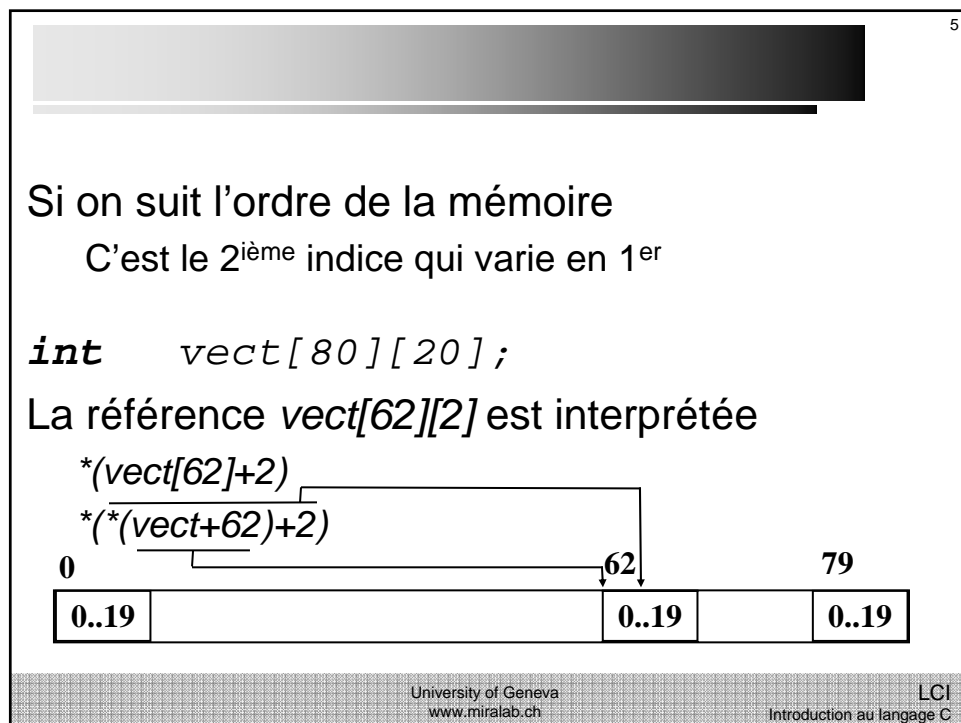 5
Si on suit l’ordre de la mémoire
C’est le 2ième indice qui varie en 1er
int vect[80][20];
La référence vect[62][2] est interprétée
*(vect[62]+2)
*(*(vect+62)+2)
0 62 79
0..19 0..19 0..19
University of Geneva
www.miralab.ch
LCI
Introduction au langage C